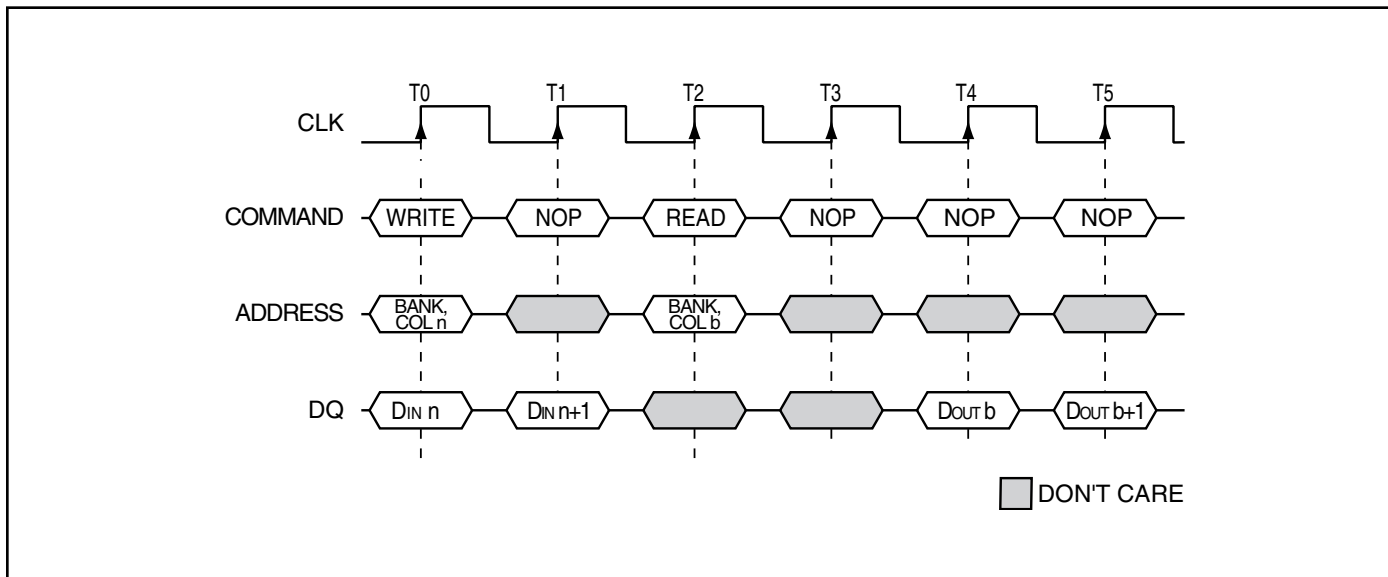 T0 T1 T2 T3 T4 T5
CLK
COMMAND WRITE NOP READ NOP NOP NOP
ADDRESS BANK, COL n BANK, COL b
DQ DIN n DIN n+1 DOUT b DOUT b+1
DON'T CARE